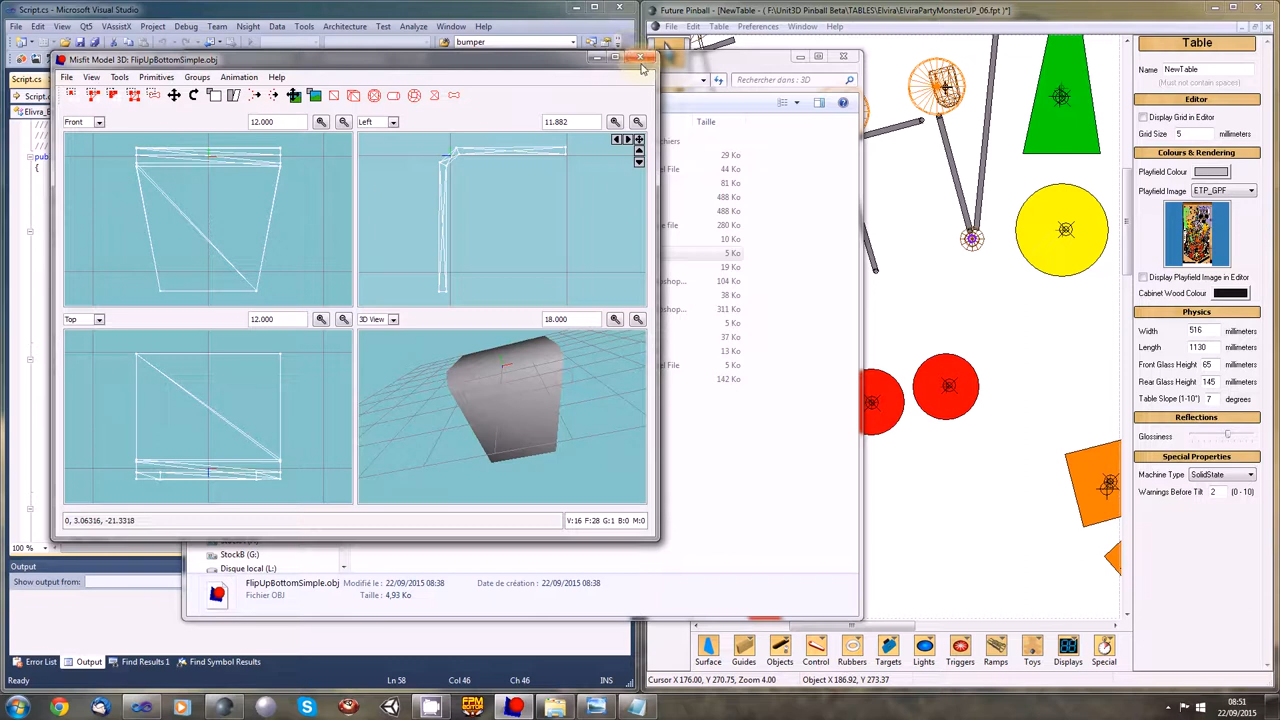 Script.cs - Microsoft Visual Studio
File Edit View VAssistX DAEF Project Build Debug Team Nsight Data Tools Architecture Test Analyze Window Help
bumper
Script.cs
Misfit Model 3D: FlipUpBottomSimple.obj
File View Tools Primitives Groups Animation Help
Front 12.000 Left 11.882
Top 12.000 3D View 18.000
0, 3.06316, -21.3318 V:16 F:28 G:1 B:0 M:0
Rechercher dans : 3D
Taille
29 Ko
44 Ko
81 Ko
488 Ko
488 Ko
280 Ko
10 Ko
5 Ko
19 Ko
104 Ko
38 Ko
311 Ko
5 Ko
37 Ko
13 Ko
5 Ko
142 Ko
StockB (G:)
Disque local (L:)
FlipUpBottomSimple.obj Modifié le : 22/09/2015 08:38 Date de création : 22/09/2015 08:38
Fichier OBJ Taille : 4,93 Ko
100 %
Output
Show output from:
Error List Output Find Results 1 Find Symbol Results
Ready Ln 58 Col 46 Ch 46 INS
Future Pinball - [NewTable - ( F:\Unit3D Pinball Beta\TABLES\Elvira\ElviraPartyMonsterUP_06.fpt )*]
File Edit Table Preferences Window Help
Table
Name NewTable
(Must not contain spaces)
Editor
Display Grid in Editor
Grid Size 5 millimeters
Colours & Rendering
Playfield Colour
Playfield Image ETP_GPF
Display Playfield Image in Editor
Cabinet Wood Colour
Physics
Width 516 millimeters
Length 1130 millimeters
Front Glass Height 65 millimeters
Rear Glass Height 145 millimeters
Table Slope (1-10°) 7 degrees
Reflections
Glossiness
Special Properties
Machine Type SolidState
Warnings Before Tilt 2 (0 - 10)
Surface Guides Objects Control Rubbers Targets Lights Triggers Ramps Toys Displays Special
Cursor X 176.00 Y 270.75, Zoom 4.00 Object X 186.92, Y 273.37
08:51
22/09/2015